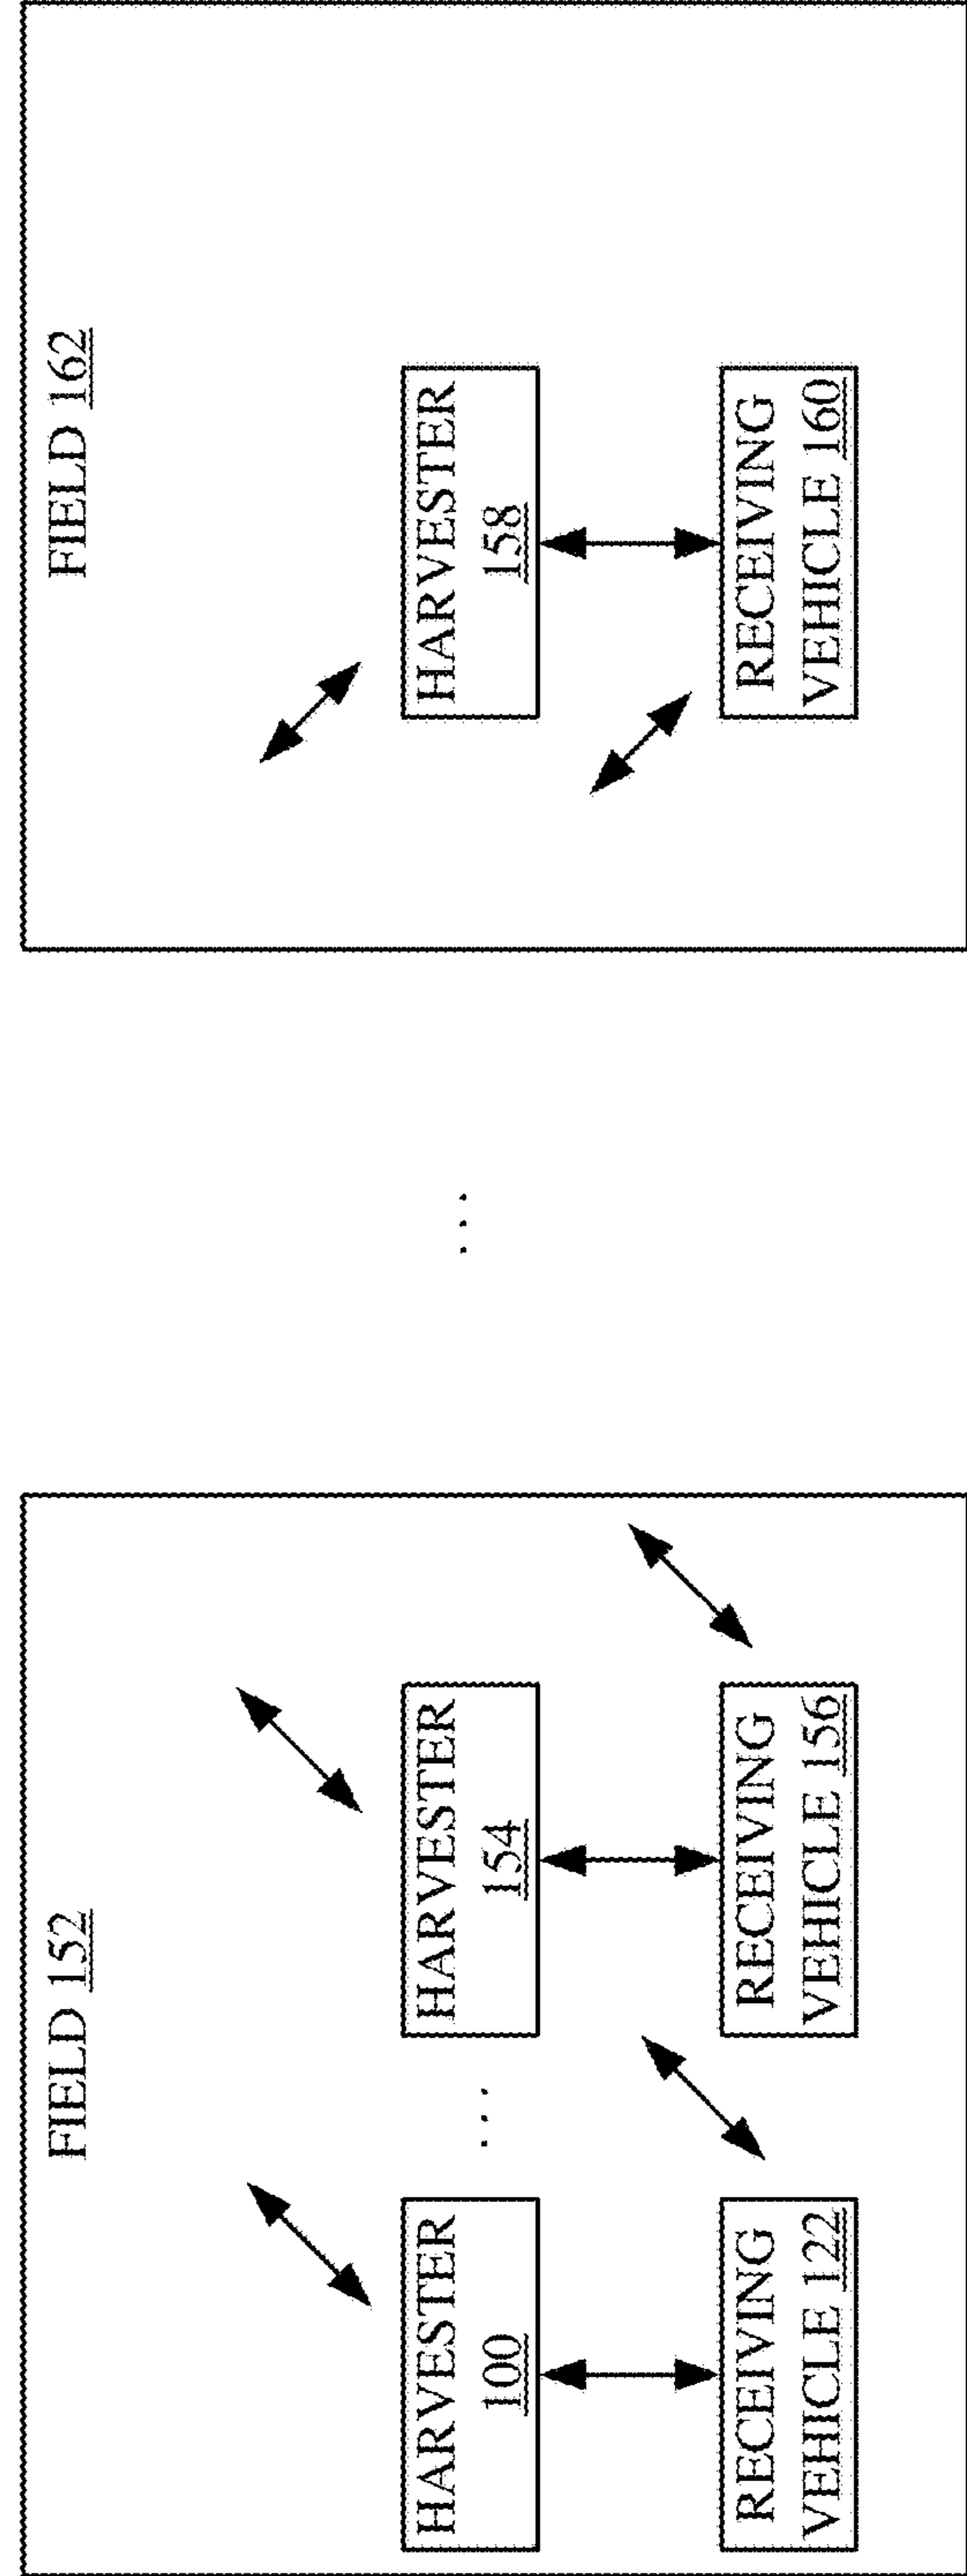 FIELD 152
HARVESTER
100
...
HARVESTER
154
RECEIVING
VEHICLE 122
RECEIVING
VEHICLE 156
...
FIELD 162
HARVESTER
158
RECEIVING
VEHICLE 160